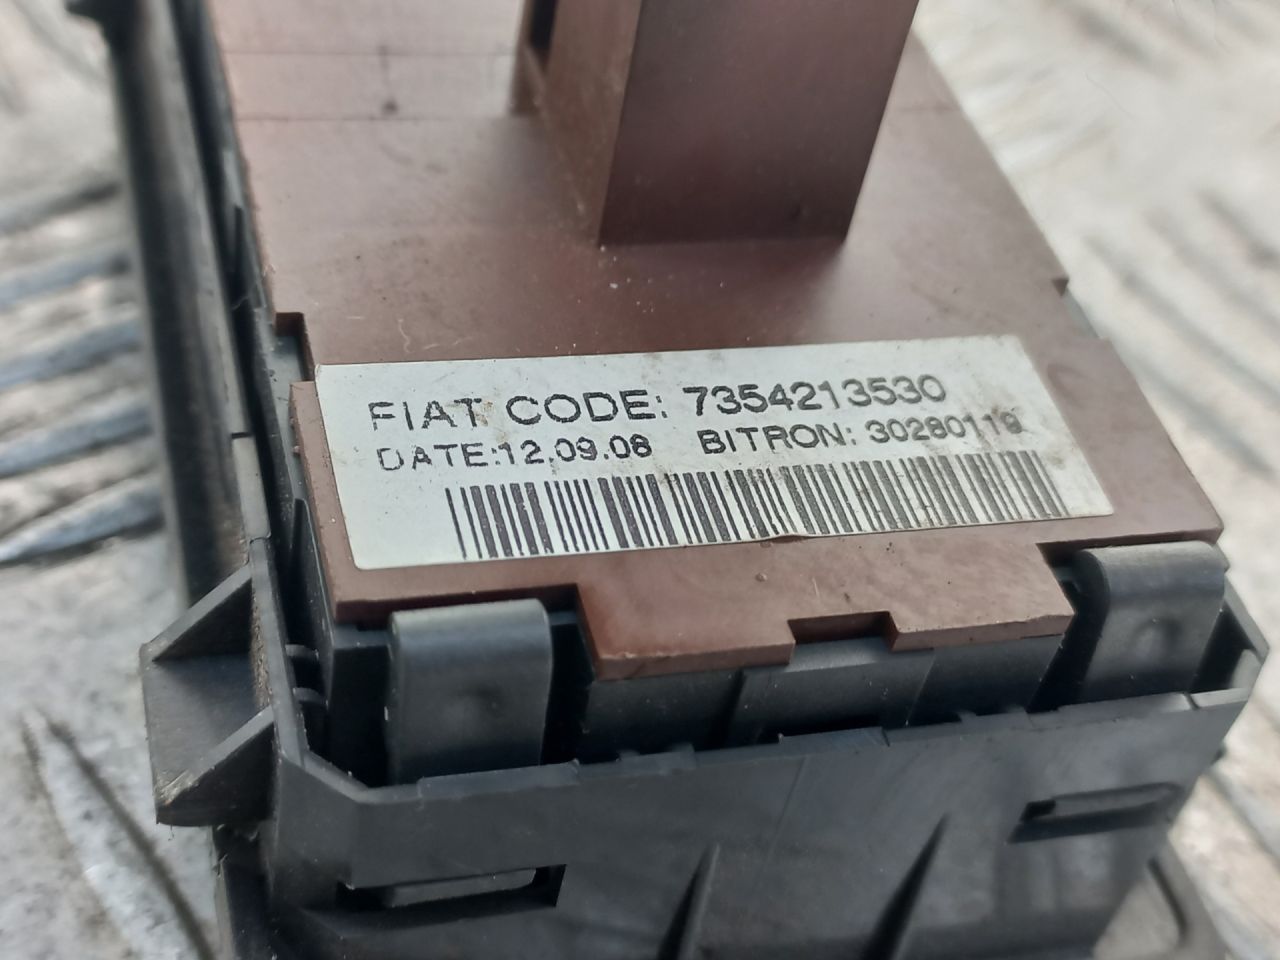 FIAT CODE: 7354213530
DATE:12.09.08 BITRON: 30280119